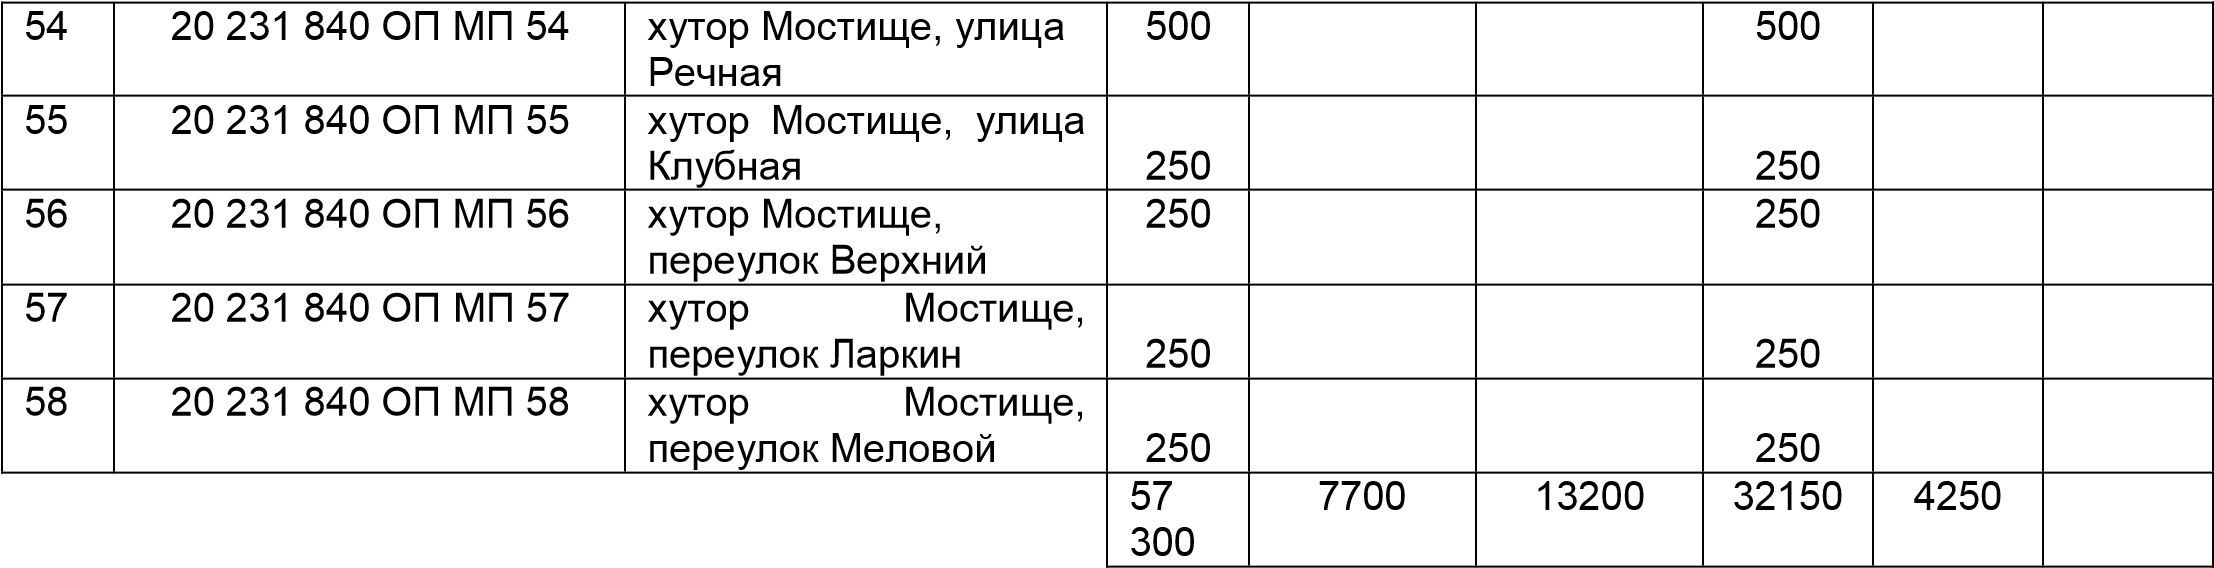 54 20 231 840 ОП МП 54 хутор Мостище, улица 500 500
Речная
55 20 231 840 ОП МП 55 хутор Мостище, улица
Клубная 250 250
56 20 231 840 ОП МП 56 хутор Мостище, 250 250
переулок Верхний
57 20 231 840 ОП МП 57 хутор Мостище,
переулок Ларкин 250 250
58 20 231 840 ОП МП 58 хутор Мостище,
переулок Меловой 250 250
57 7700 13200 32150 4250
300